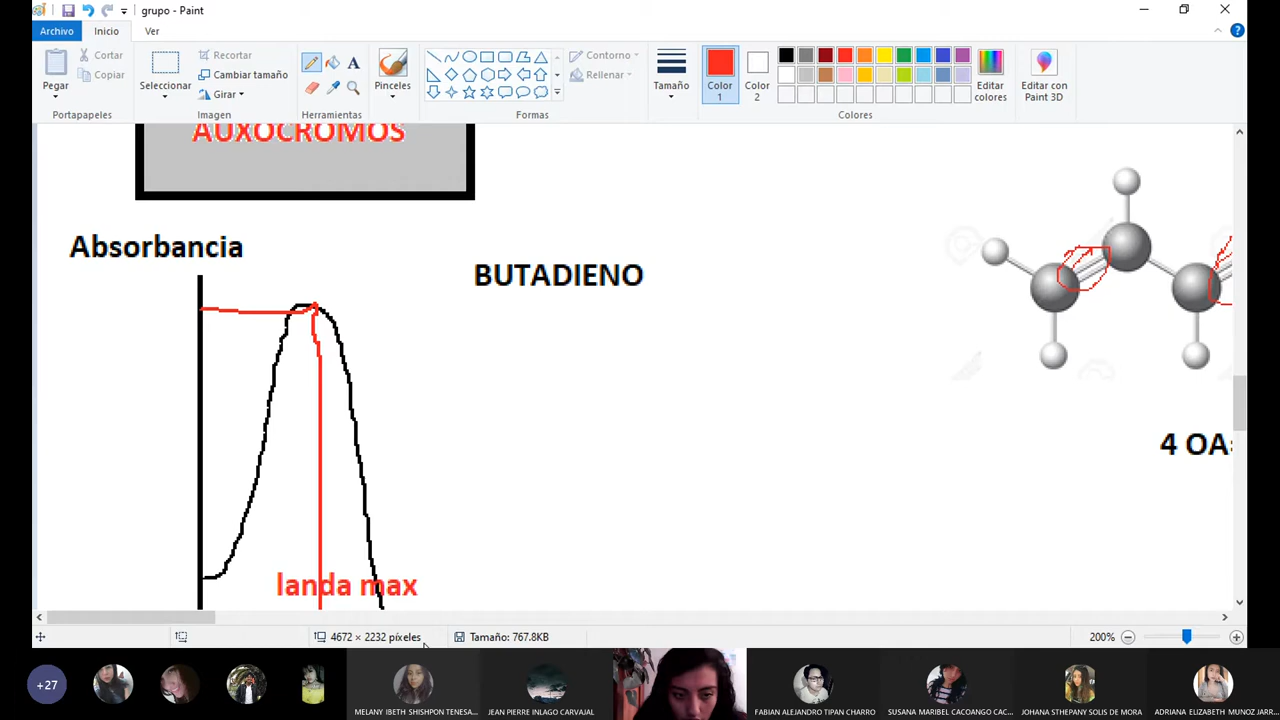 grupo - Paint
Archivo
Inicio
Ver
Pegar
Cortar
Copiar
Portapapeles
Seleccionar
Recortar
Cambiar tamaño
Girar
Imagen
Herramientas
Pinceles
Contorno
Rellenar
Formas
Tamaño
Color
1
Color
2
Editar
colores
Editar con
Paint 3D
Colores
AUXOCROMOS
Absorbancia
BUTADIENO
4 OA
landa max
4672 × 2232 píxeles
Tamaño: 767.8KB
200%
+27
MELANY IBETH SHISHPON TENESA...
JEAN PIERRE INLAGO CARVAJAL
FABIAN ALEJANDRO TIPAN CHARRO
SUSANA MARIBEL CACOANGO CAC...
JOHANA STHEPANY SOLIS DE MORA
ADRIANA ELIZABETH MUNOZ JARR...